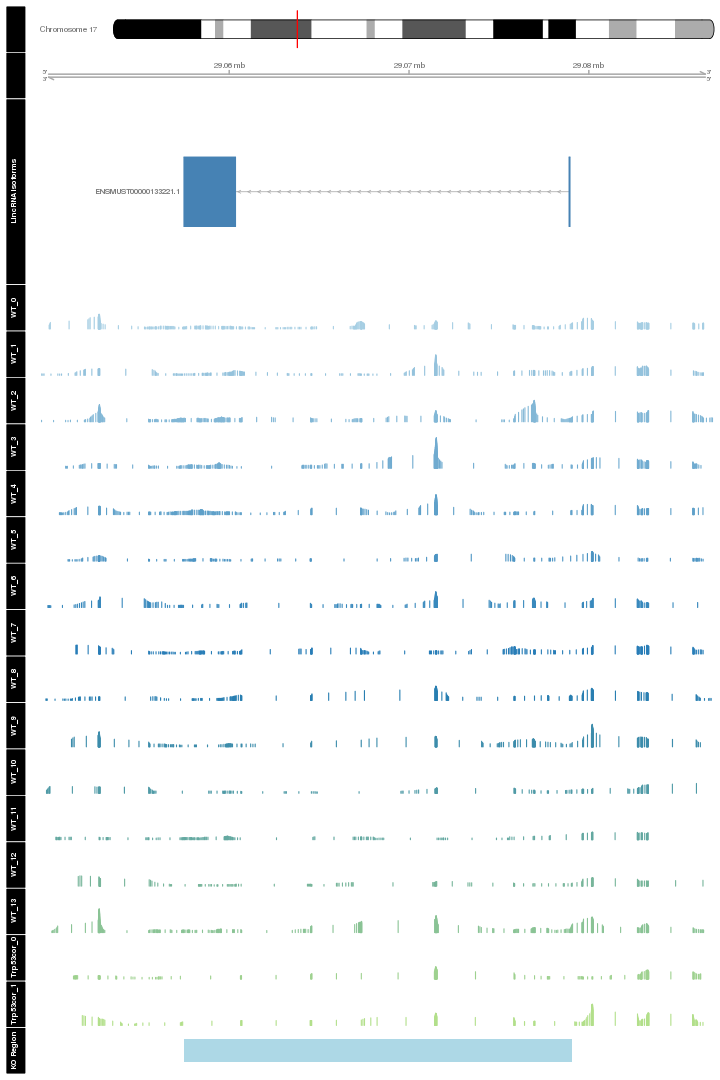 Chromosome 17
5' 29.06 mb 29.07 mb 29.08 mb 3'
3' 5'
LincRNA Isoforms
ENSMUST00000133221.1
WT_0
WT_1
WT_2
WT_3
WT_4
WT_5
WT_6
WT_7
WT_8
WT_9
WT_10
WT_11
WT_12
WT_13
Trp53cor_0
Trp53cor_1
KO Region